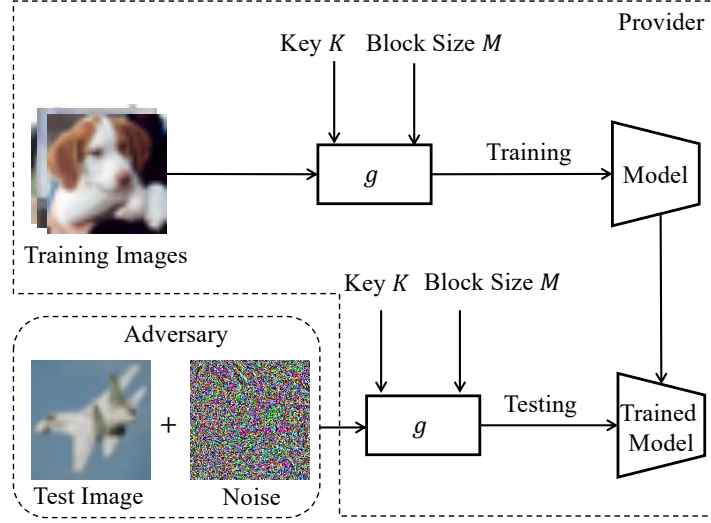 Provider
Key K
Block Size M
g
Training
Model
Training Images
Key K
Block Size M
Adversary
+
g
Testing
Trained
Model
Test Image
Noise